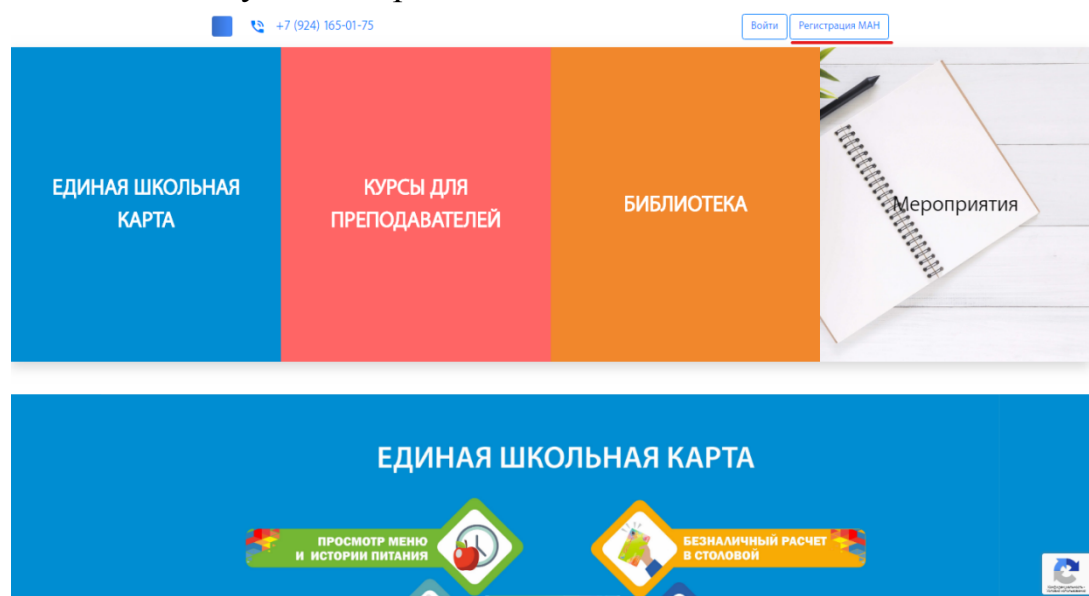 +7 (924) 165-01-75
Войти
Регистрация МАН
ЕДИНАЯ ШКОЛЬНАЯ
КАРТА
КУРСЫ ДЛЯ
ПРЕПОДАВАТЕЛЕЙ
БИБЛИОТЕКА
Мероприятия
ЕДИНАЯ ШКОЛЬНАЯ КАРТА
ПРОСМОТР МЕНЮ
И ИСТОРИИ ПИТАНИЯ
БЕЗНАЛИЧНЫЙ РАСЧЕТ
В СТОЛОВОЙ